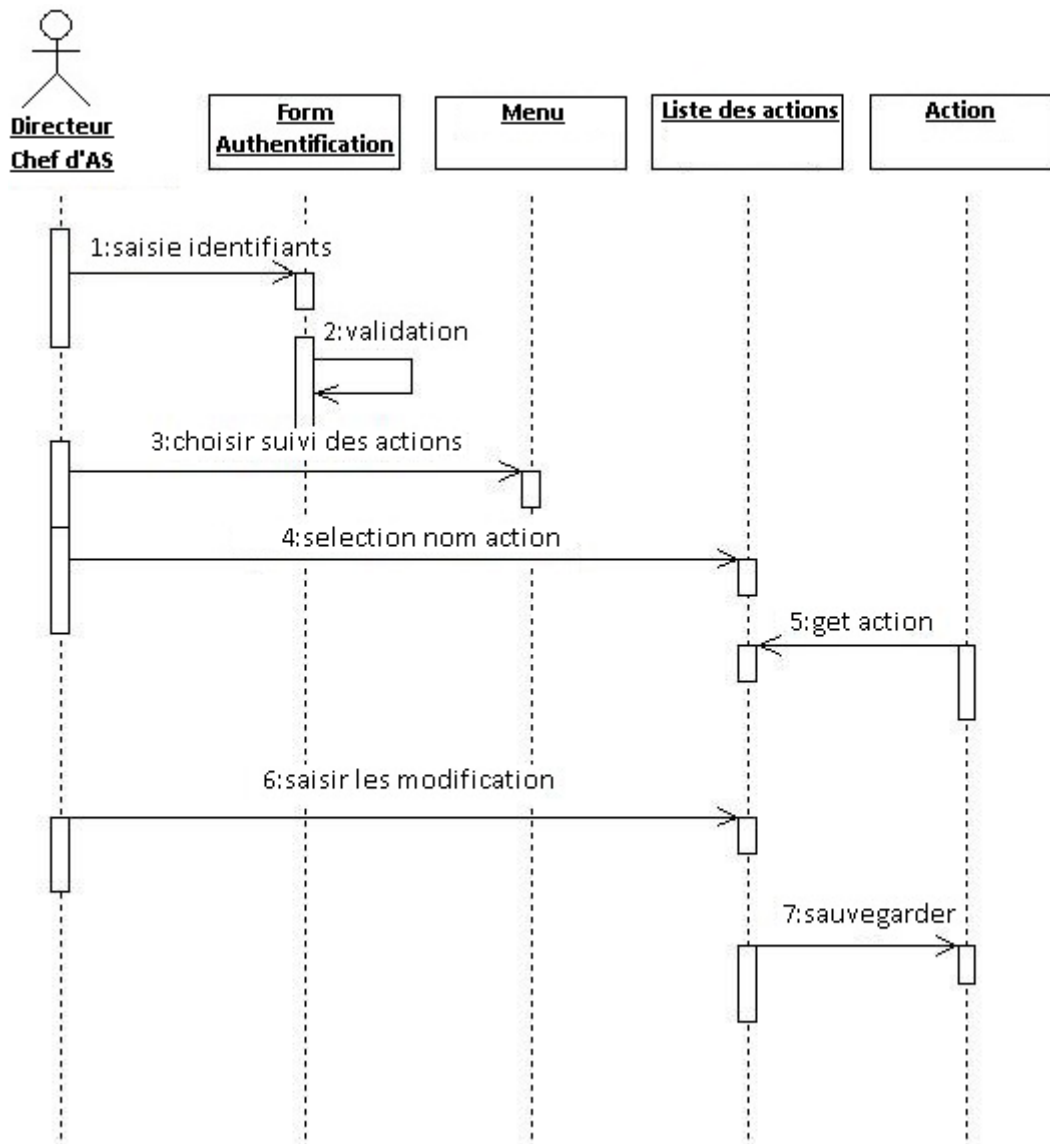 Directeur
Chef d'AS
Form
Authentification
Menu
Liste des actions
Action
1:saisie identifiants
2:validation
3:choisir suivi des actions
4:selection nom action
5:get action
6:saisir les modification
7:sauvegarder